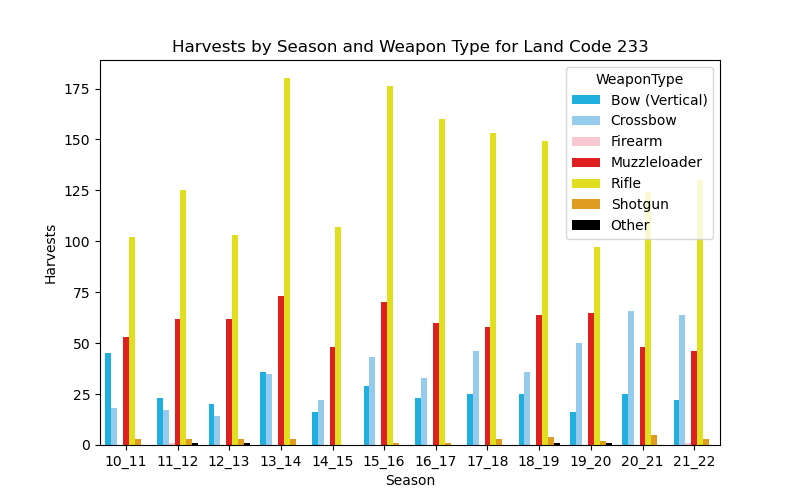 Harvests by Season and Weapon Type for Land Code 233
WeaponType
Bow (Vertical)
Crossbow
Firearm
Muzzleloader
Rifle
Shotgun
Other
Harvests
175
150
125
100
75
50
25
0
10_11 11_12 12_13 13_14 14_15 15_16 16_17 17_18 18_19 19_20 20_21 21_22
Season